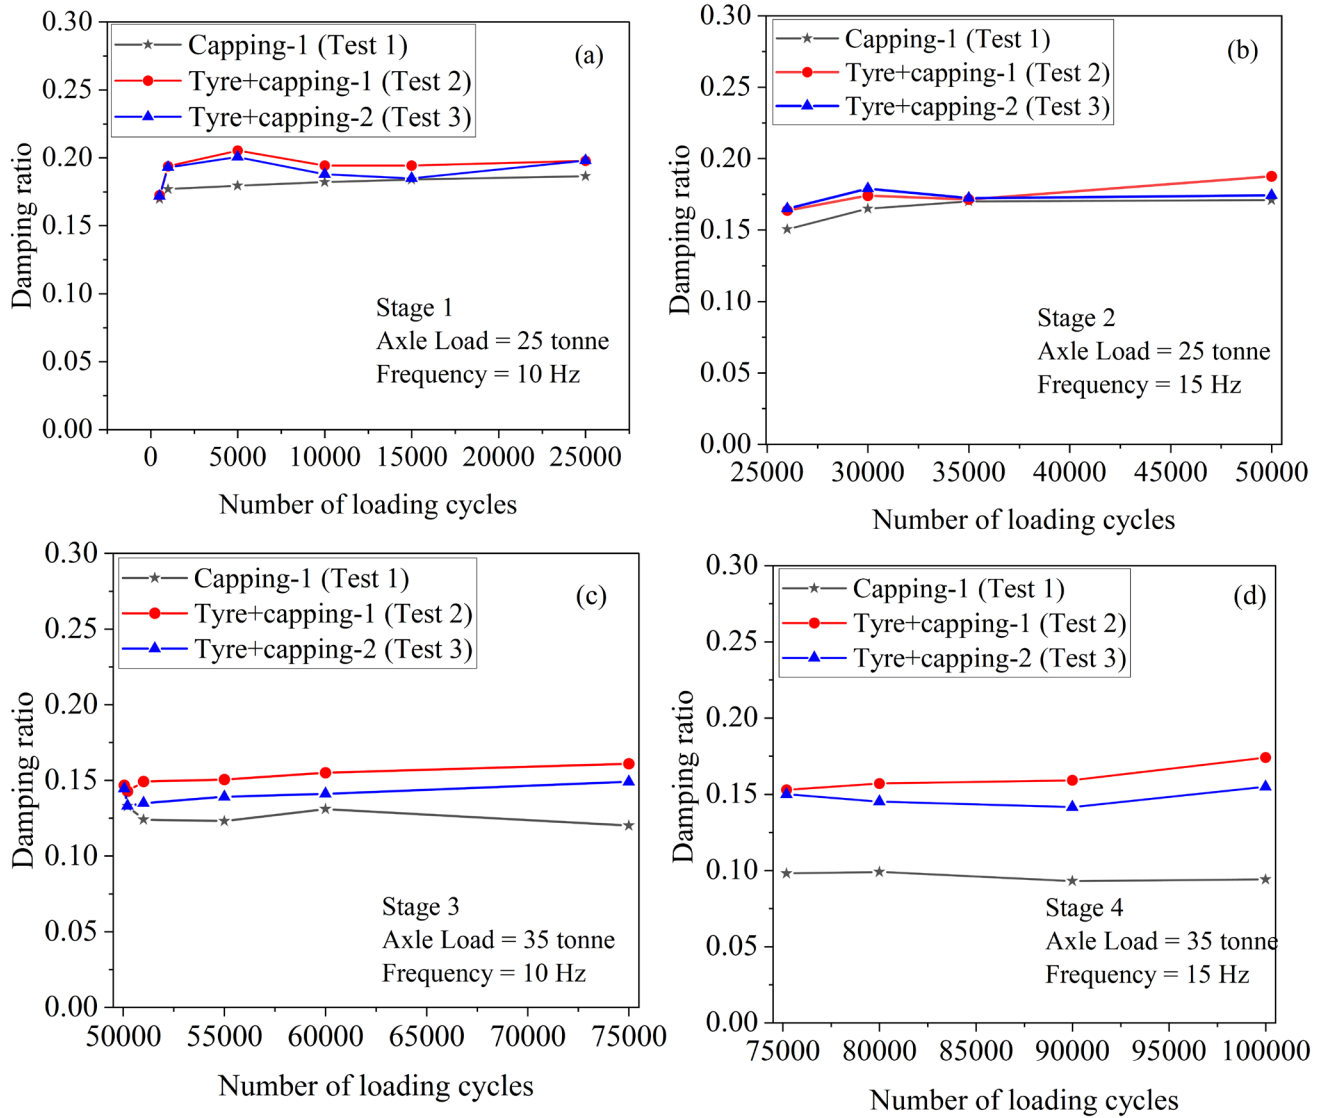 0.30
0.25
0.20
0.15
0.10
0.05
0.00
Damping ratio
Capping-1 (Test 1)
Tyre+capping-1 (Test 2)
Tyre+capping-2 (Test 3)
(a)
Stage 1
Axle Load = 25 tonne
Frequency = 10 Hz
0 5000 10000 15000 20000 25000
Number of loading cycles
0.30
0.25
0.20
0.15
0.10
0.05
0.00
Damping ratio
Capping-1 (Test 1)
Tyre+capping-1 (Test 2)
Tyre+capping-2 (Test 3)
(b)
Stage 2
Axle Load = 25 tonne
Frequency = 15 Hz
25000 30000 35000 40000 45000 50000
Number of loading cycles
0.30
0.25
0.20
0.15
0.10
0.05
0.00
Damping ratio
Capping-1 (Test 1)
Tyre+capping-1 (Test 2)
Tyre+capping-2 (Test 3)
(c)
Stage 3
Axle Load = 35 tonne
Frequency = 10 Hz
50000 55000 60000 65000 70000 75000
Number of loading cycles
0.30
0.25
0.20
0.15
0.10
0.05
0.00
Damping ratio
Capping-1 (Test 1)
Tyre+capping-1 (Test 2)
Tyre+capping-2 (Test 3)
(d)
Stage 4
Axle Load = 35 tonne
Frequency = 15 Hz
75000 80000 85000 90000 95000 100000
Number of loading cycles